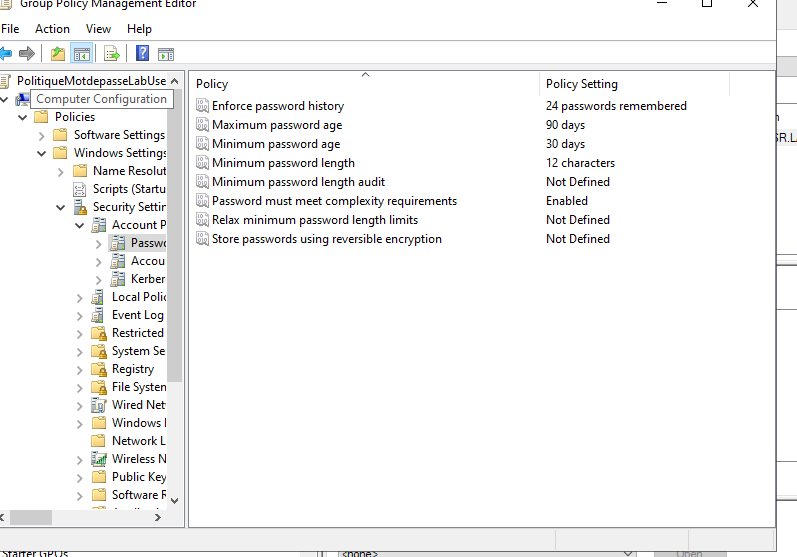 Group Policy Management Editor
File Action View Help
PolitiqueMotdepasseLabUse
Computer Configuration
Policies
Software Settings
Windows Settings
Name Resolut
Scripts (Startu
Security Settin
Account P
Passwo
Accou
Kerber
Local Polic
Event Log
Restricted
System Se
Registry
File System
Wired Net
Windows
Network L
Wireless N
Public Key
Software R
Policy Policy Setting
Enforce password history 24 passwords remembered
Maximum password age 90 days
Minimum password age 30 days
Minimum password length 12 characters
Minimum password length audit Not Defined
Password must meet complexity requirements Enabled
Relax minimum password length limits Not Defined
Store passwords using reversible encryption Not Defined
SR.L
Starter GPOs
<none>
Open